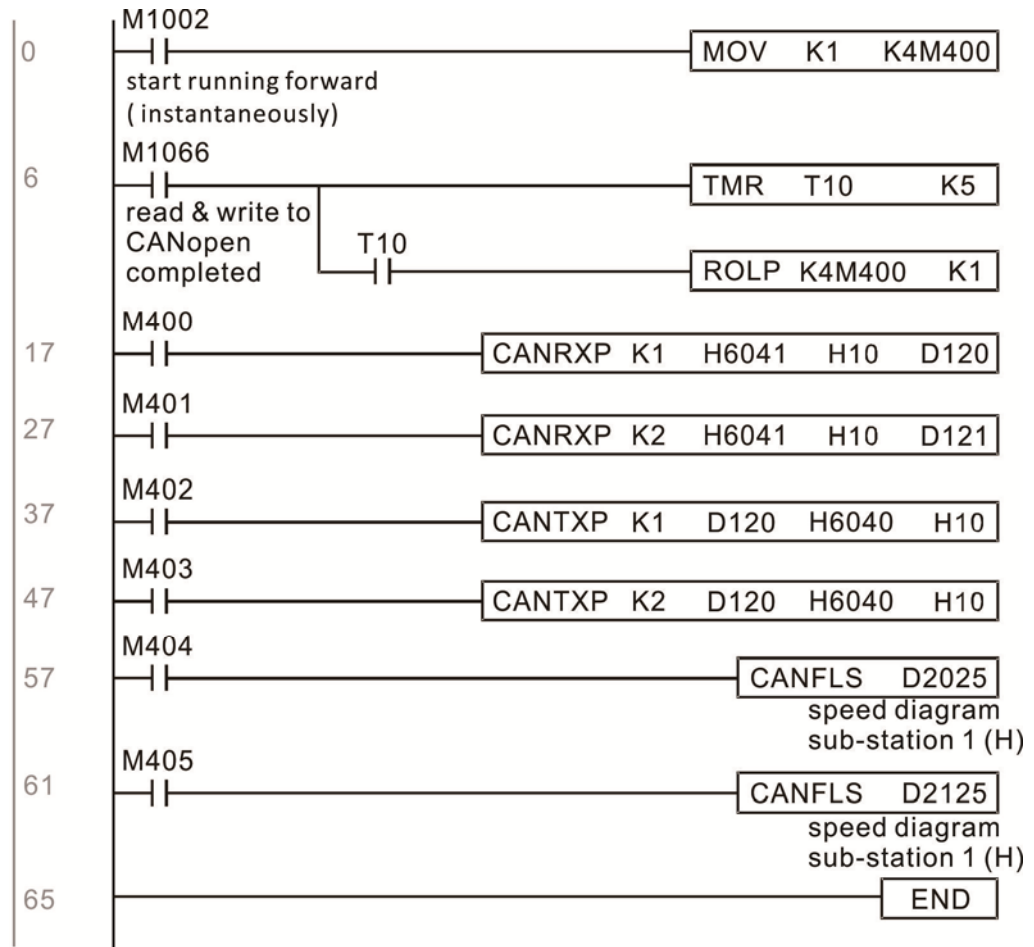 M1002
0 MOV K1 K4M400
start running forward
( instantaneously)
M1066
6 TMR T10 K5
read & write to
CANopen T10
completed ROLP K4M400 K1
M400
17 CANRXP K1 H6041 H10 D120
M401
27 CANRXP K2 H6041 H10 D121
M402
37 CANTXP K1 D120 H6040 H10
M403
47 CANTXP K2 D120 H6040 H10
M404
57 CANFLS D2025
speed diagram
sub-station 1 (H)
M405
61 CANFLS D2125
speed diagram
sub-station 1 (H)
65 END